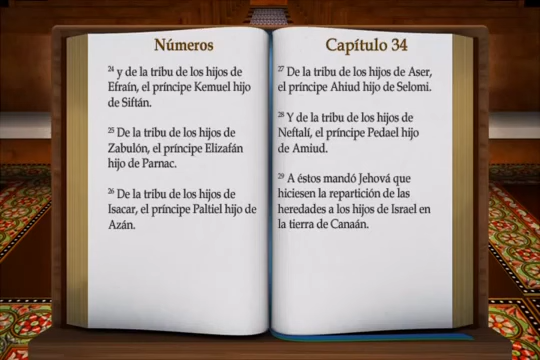 Números
24 y de la tribu de los hijos de
Efraín, el príncipe Kemuel hijo
de Siftán.
25 De la tribu de los hijos de
Zabulón, el príncipe Elizafán
hijo de Parnac.
26 De la tribu de los hijos de
Isacar, el príncipe Paltiel hijo de
Azán.
Capítulo 34
27 De la tribu de los hijos de Aser,
el príncipe Ahiud hijo de Selomi.
28 Y de la tribu de los hijos de
Neftalí, el príncipe Pedael hijo
de Amiud.
29 A éstos mandó Jehová que
hiciesen la repartición de las
heredades a los hijos de Israel en
la tierra de Canaán.